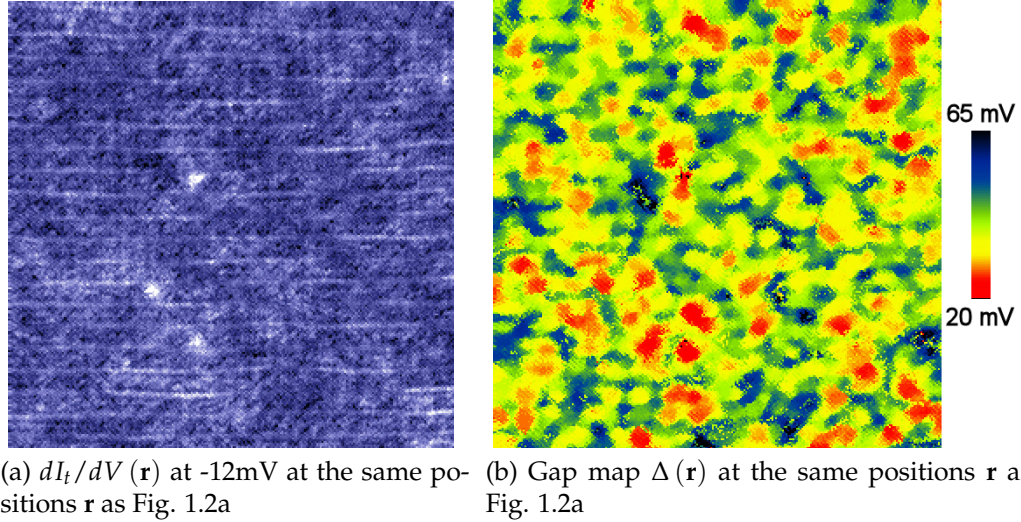 65 mV
20 mV
(a) dI_t/dV (r) at -12mV at the same po-
sitions r as Fig. 1.2a
(b) Gap map Δ (r) at the same positions r a
Fig. 1.2a